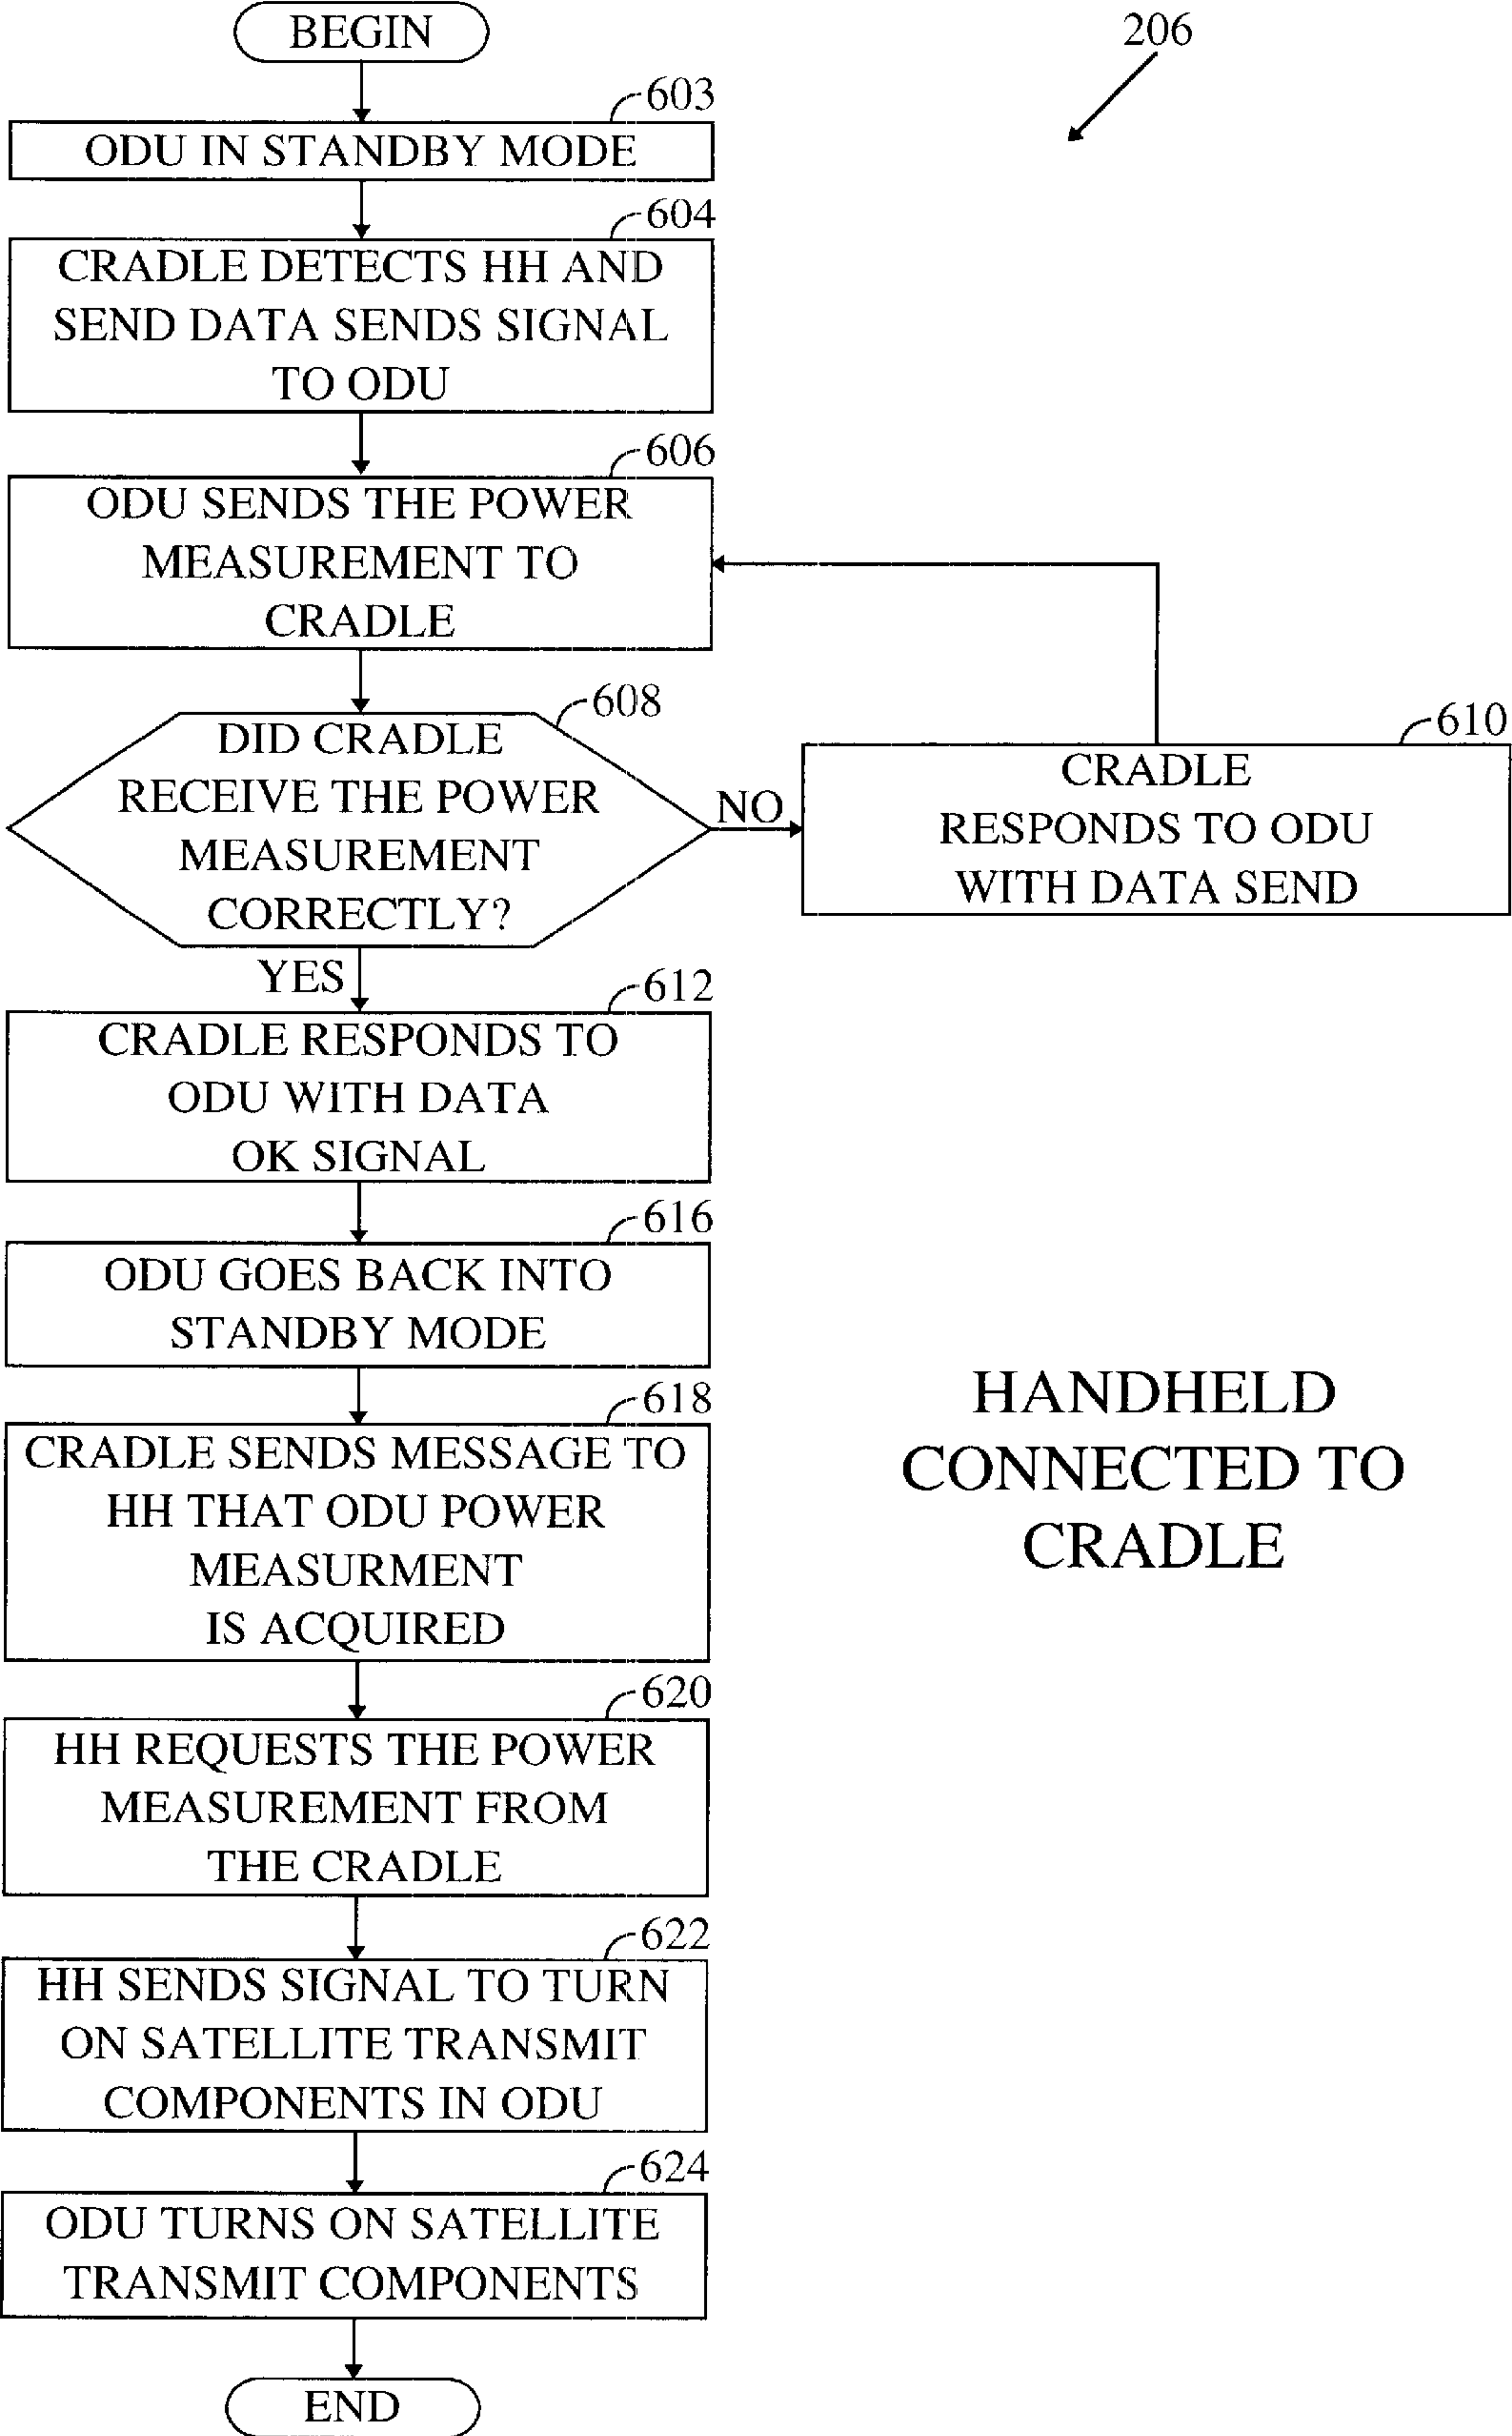 BEGIN
206
603
ODU IN STANDBY MODE
604
CRADLE DETECTS HH AND
SEND DATA SENDS SIGNAL
TO ODU
606
ODU SENDS THE POWER
MEASUREMENT TO
CRADLE
608
DID CRADLE
RECEIVE THE POWER
MEASUREMENT
CORRECTLY?
NO
610
CRADLE
RESPONDS TO ODU
WITH DATA SEND
YES
612
CRADLE RESPONDS TO
ODU WITH DATA
OK SIGNAL
616
ODU GOES BACK INTO
STANDBY MODE
618
CRADLE SENDS MESSAGE TO
HH THAT ODU POWER
MEASURMENT
IS ACQUIRED
HANDHELD
CONNECTED TO
CRADLE
620
HH REQUESTS THE POWER
MEASUREMENT FROM
THE CRADLE
622
HH SENDS SIGNAL TO TURN
ON SATELLITE TRANSMIT
COMPONENTS IN ODU
624
ODU TURNS ON SATELLITE
TRANSMIT COMPONENTS
END